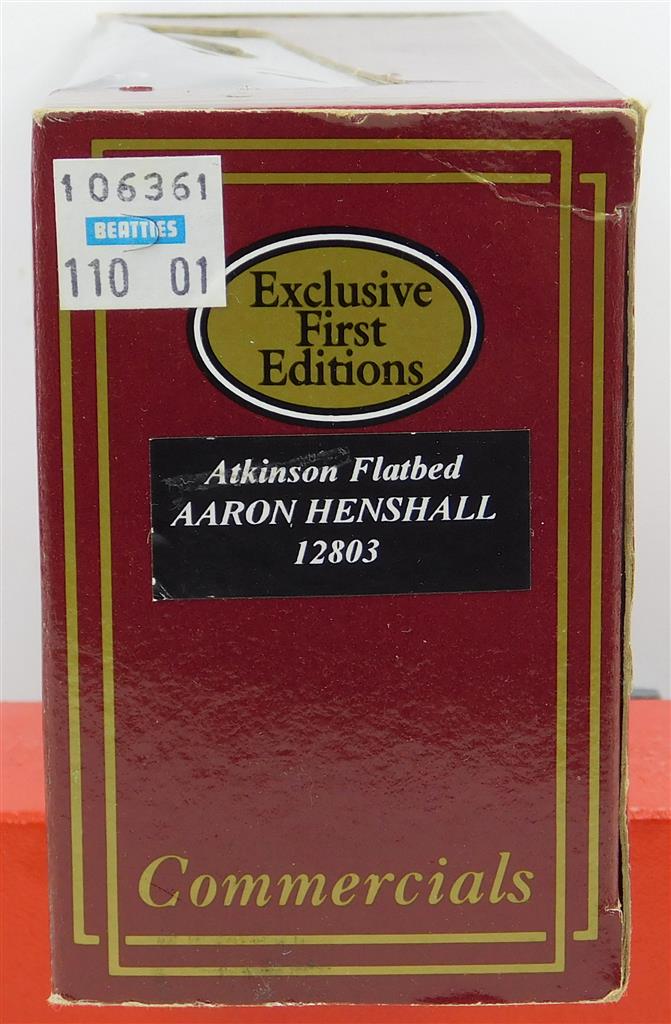 106361
BEATTIES
110 01
Exclusive
First
Editions
Atkinson Flatbed
AARON HENSHALL
12803
Commercials